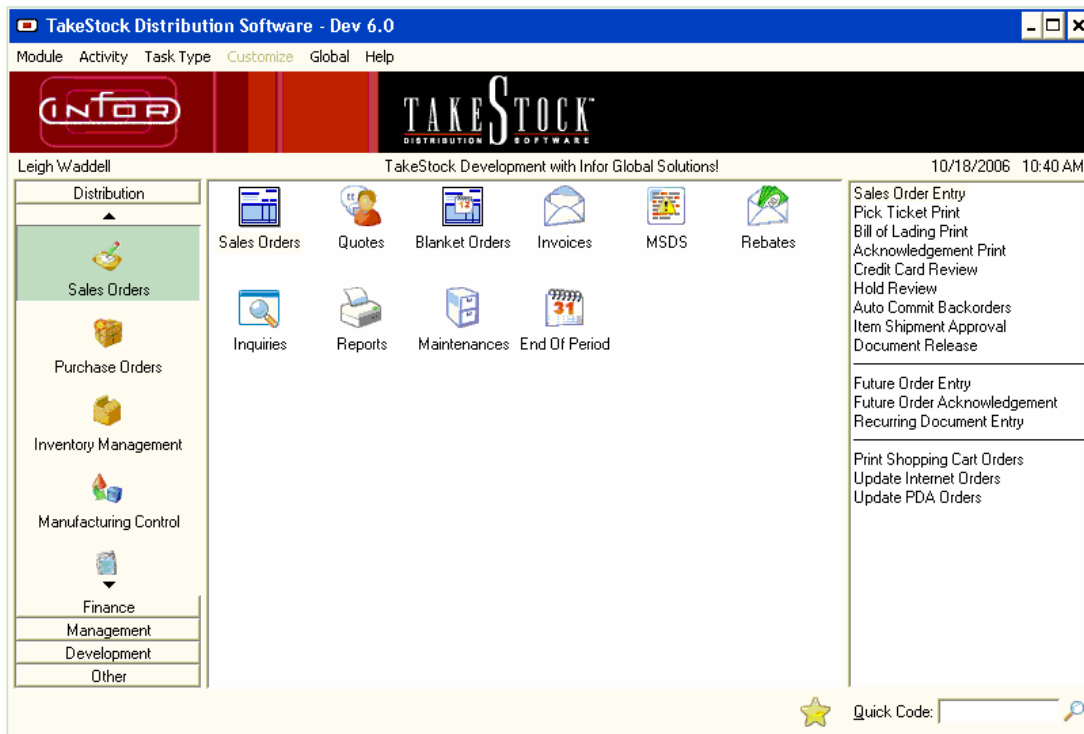 TakeStock Distribution Software - Dev 6.0
Module Activity Task Type Customize Global Help
INFOR
TAKESTOCK™
DISTRIBUTION SOFTWARE
Leigh Waddell TakeStock Development with Infor Global Solutions! 10/18/2006 10:40 AM
Distribution
Sales Orders
Purchase Orders
Inventory Management
Manufacturing Control
Finance
Management
Development
Other
Sales Orders Quotes Blanket Orders Invoices MSDS Rebates
12
31
Inquiries Reports Maintenances End Of Period
Sales Order Entry
Pick Ticket Print
Bill of Lading Print
Acknowledgement Print
Credit Card Review
Hold Review
Auto Commit Backorders
Item Shipment Approval
Document Release
Future Order Entry
Future Order Acknowledgement
Recurring Document Entry
Print Shopping Cart Orders
Update Internet Orders
Update PDA Orders
Quick Code: